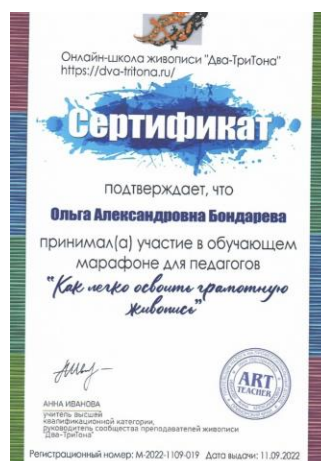 Онлайн-школа живописи "Два-ТриТона"
https://dva-tritona.ru/
Сертификат
подтверждает, что
Ольга Александровна Бондарева
принимал(а) участие в обучающем
марафоне для педагогов
"Как легко освоить грамотную
живопись"
ART
TEACHER
АННА ИВАНОВА
учитель высшей
квалификационной категории,
руководитель сообщества преподавателей живописи
"Два-ТриТона"
Регистрационный номер: М-2022-1109-019 Дата выдачи: 11.09.2022